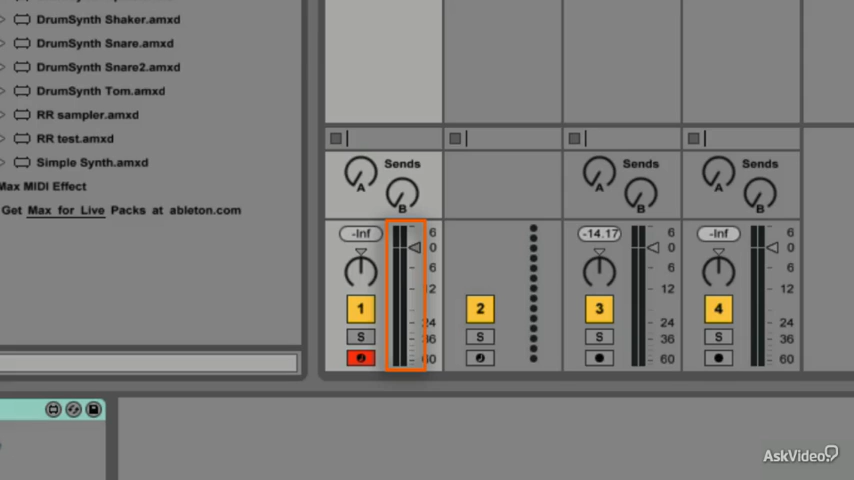 DrumSynth Shaker.amxd
DrumSynth Snare.amxd
DrumSynth Snare2.amxd
DrumSynth Tom.amxd
RR sampler.amxd
RR test.amxd
Simple Synth.amxd
Max MIDI Effect
Get Max for Live Packs at ableton.com
Sends
A
B
Sends
A
B
Sends
A
B
-Inf
6
0
6
12
24
36
60
1
S
2
S
-14.17
6
0
6
12
24
36
60
3
S
-Inf
6
0
6
12
24
36
60
4
S
AskVideo